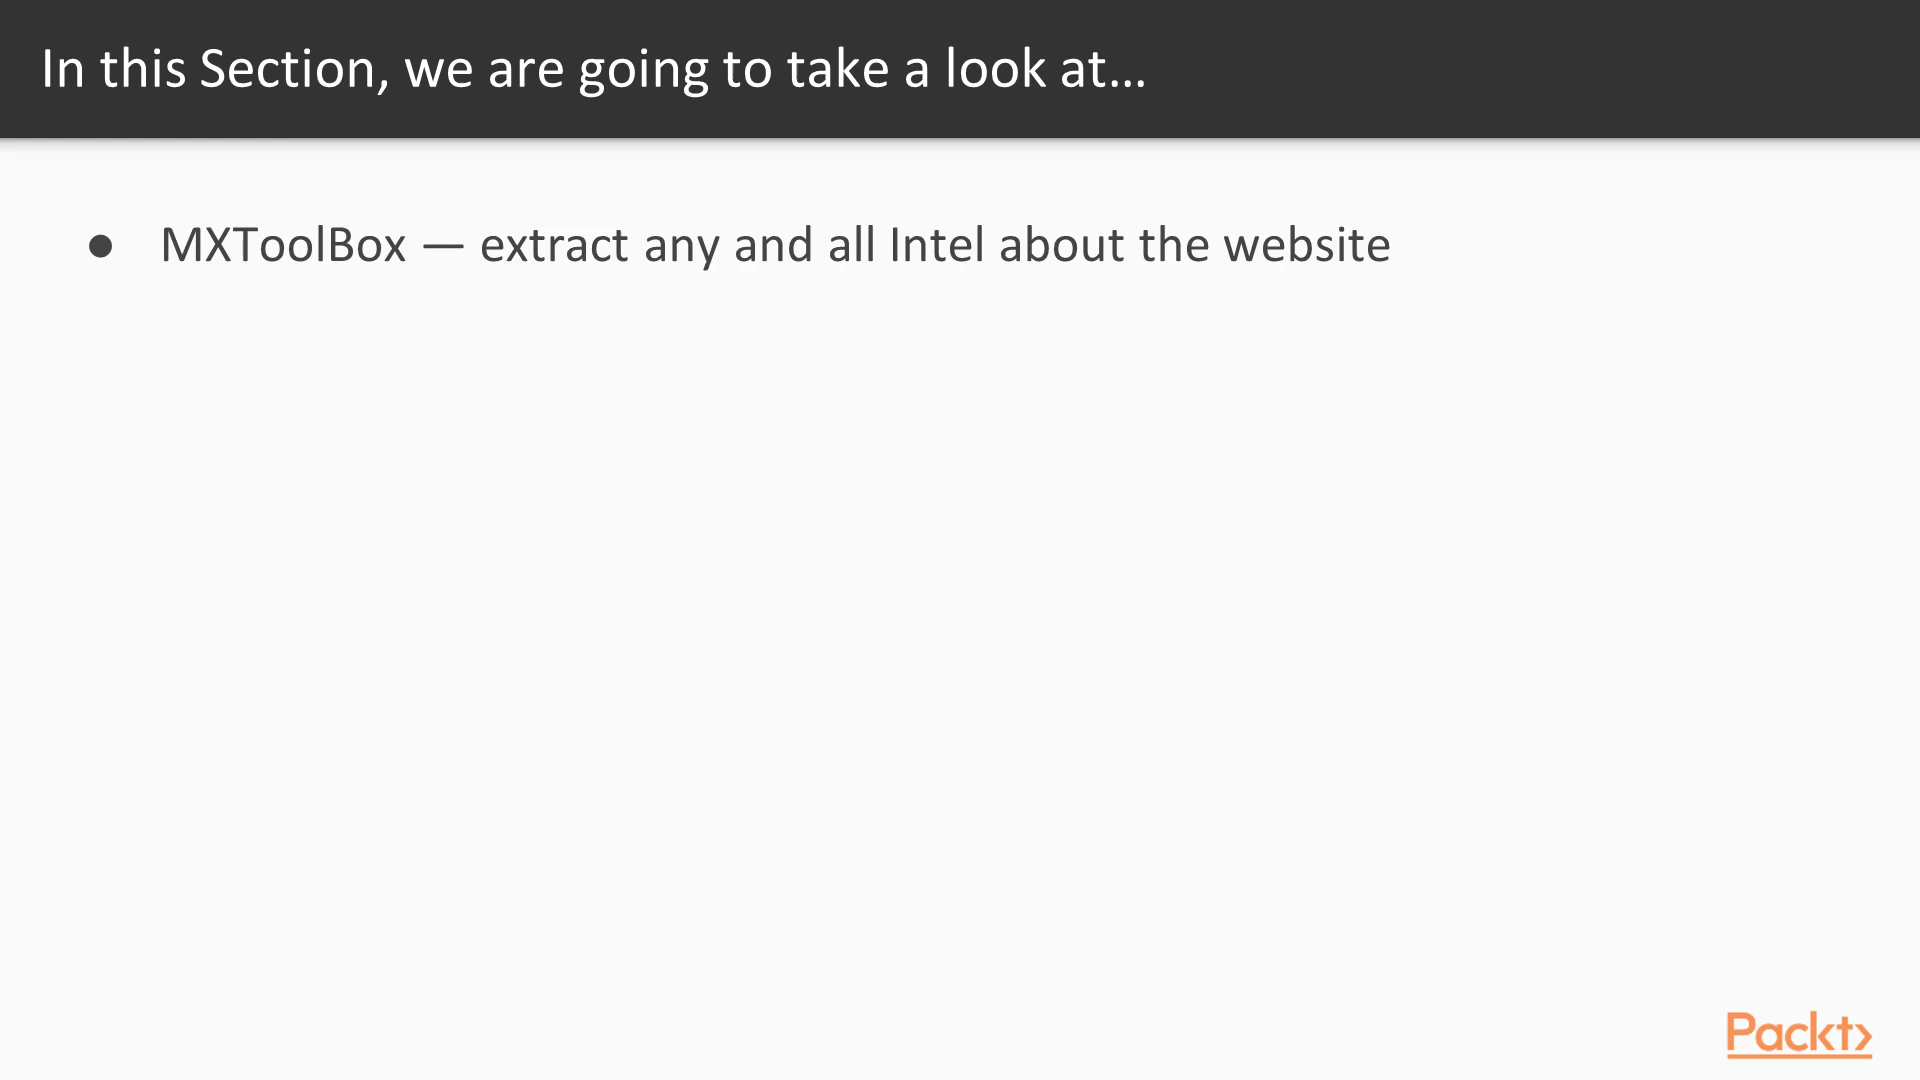 In this Section, we are going to take a look at...
● MXToolBox — extract any and all Intel about the website
Packt>